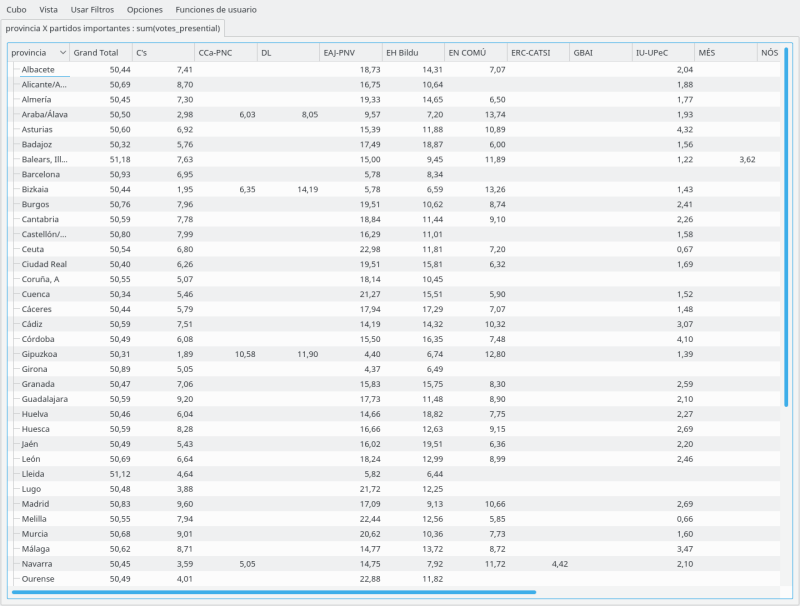 Cubo Vista Usar Filtros Opciones Funciones de usuario
provincia X partidos importantes : sum(votes_presential)
provincia Grand Total C's CCa-PNC DL EAJ-PNV EH Bildu EN COMÚ ERC-CATSI GBAI IU-UPeC MÉS NÓS
Albacete 50,44 7,41 18,73 14,31 7,07 2,04
Alicante/A... 50,69 8,70 16,75 10,64 1,88
Almería 50,45 7,30 19,33 14,65 6,50 1,77
Araba/Álava 50,50 2,98 6,03 8,05 9,57 7,20 13,74 1,93
Asturias 50,60 6,92 15,39 11,88 10,89 4,32
Badajoz 50,32 5,76 17,49 18,87 6,00 1,56
Balears, Ill... 51,18 7,63 15,00 9,45 11,89 1,22 3,62
Barcelona 50,93 6,95 5,78 8,34
Bizkaia 50,44 1,95 6,35 14,19 5,78 6,59 13,26 1,43
Burgos 50,76 7,96 19,51 10,62 8,74 2,41
Cantabria 50,59 7,78 18,84 11,44 9,10 2,26
Castellón/... 50,80 7,99 16,29 11,01 1,58
Ceuta 50,54 6,80 22,98 11,81 7,20 0,67
Ciudad Real 50,40 6,26 19,51 15,81 6,32 1,69
Coruña, A 50,55 5,07 18,14 10,45
Cuenca 50,34 5,46 21,27 15,51 5,90 1,52
Cáceres 50,44 5,79 17,94 17,29 7,07 1,48
Cádiz 50,59 7,51 14,19 14,32 10,32 3,07
Córdoba 50,49 6,08 15,50 16,35 7,48 4,10
Gipuzkoa 50,31 1,89 10,58 11,90 4,40 6,74 12,80 1,39
Girona 50,89 5,05 4,37 6,49
Granada 50,47 7,06 15,83 15,75 8,30 2,59
Guadalajara 50,59 9,20 17,73 11,48 8,90 2,10
Huelva 50,46 6,04 14,66 18,82 7,75 2,27
Huesca 50,59 8,28 16,66 12,63 9,15 2,69
Jaén 50,49 5,43 16,02 19,51 6,36 2,20
León 50,69 6,64 18,24 12,99 8,99 2,46
Lleida 51,12 4,64 5,82 6,44
Lugo 50,48 3,88 21,72 12,25
Madrid 50,83 9,60 17,09 9,13 10,66 2,69
Melilla 50,55 7,94 22,44 12,56 5,85 0,66
Murcia 50,68 9,01 20,62 10,36 7,73 1,60
Málaga 50,62 8,71 14,77 13,72 8,72 3,47
Navarra 50,45 3,59 5,05 14,75 7,92 11,72 4,42 2,10
Ourense 50,49 4,01 22,88 11,82